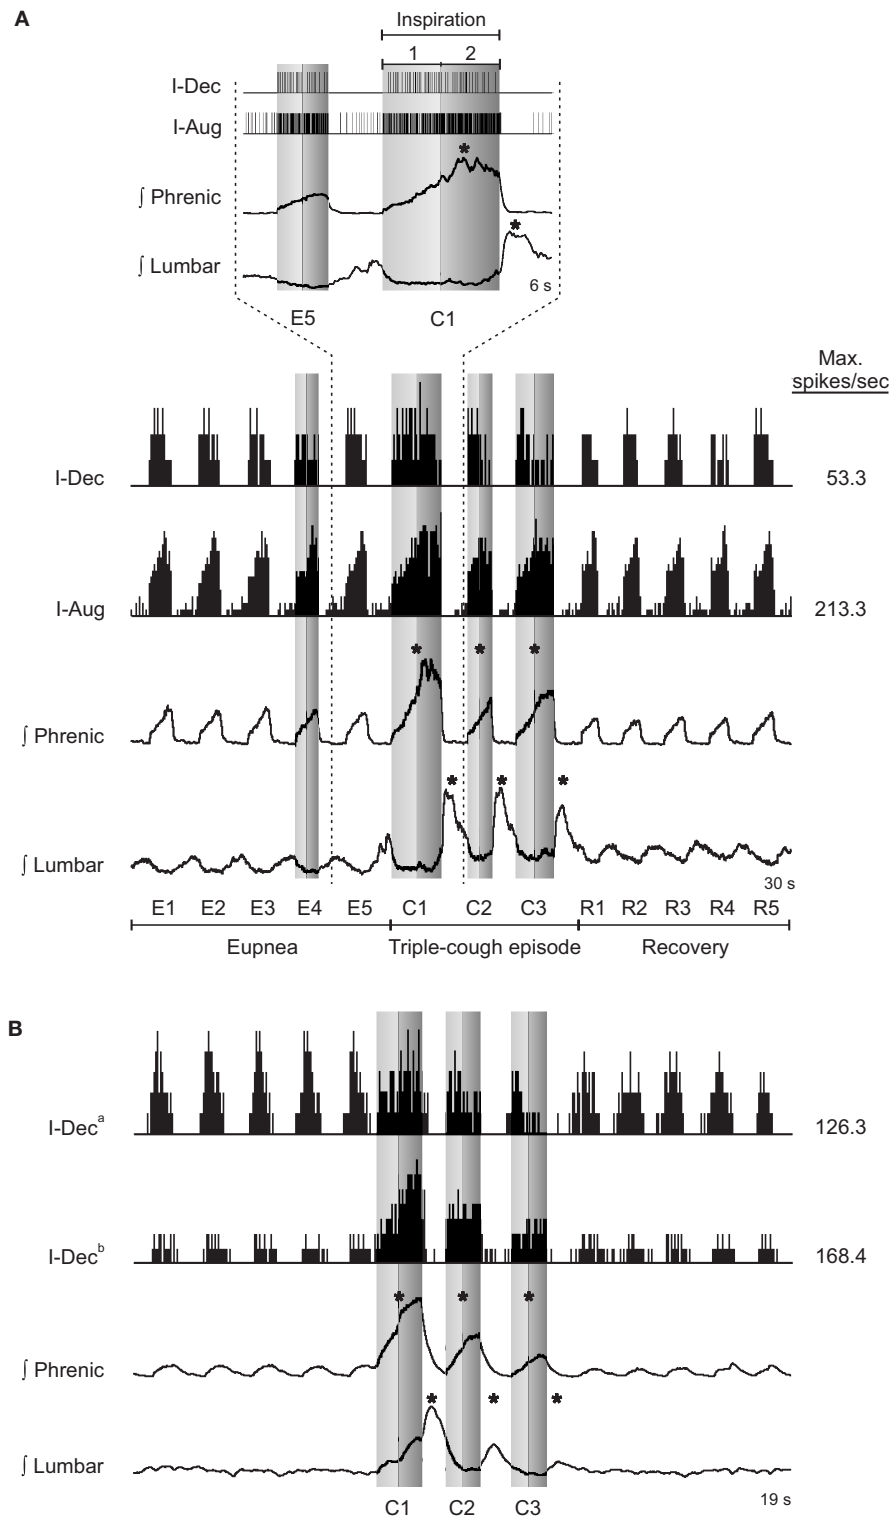 A
Inspiration
1 2
I-Dec
I-Aug
*
∫ Phrenic
*
∫ Lumbar
6 s
E5 C1
Max.
spikes/sec
I-Dec 53.3
I-Aug 213.3
* * *
∫ Phrenic
* * *
∫ Lumbar
30 s
E1 E2 E3 E4 E5 C1 C2 C3 R1 R2 R3 R4 R5
Eupnea Triple-cough episode Recovery
B
I-Decᵃ 126.3
I-Decᵇ 168.4
* * *
∫ Phrenic
* * *
∫ Lumbar
19 s
C1 C2 C3